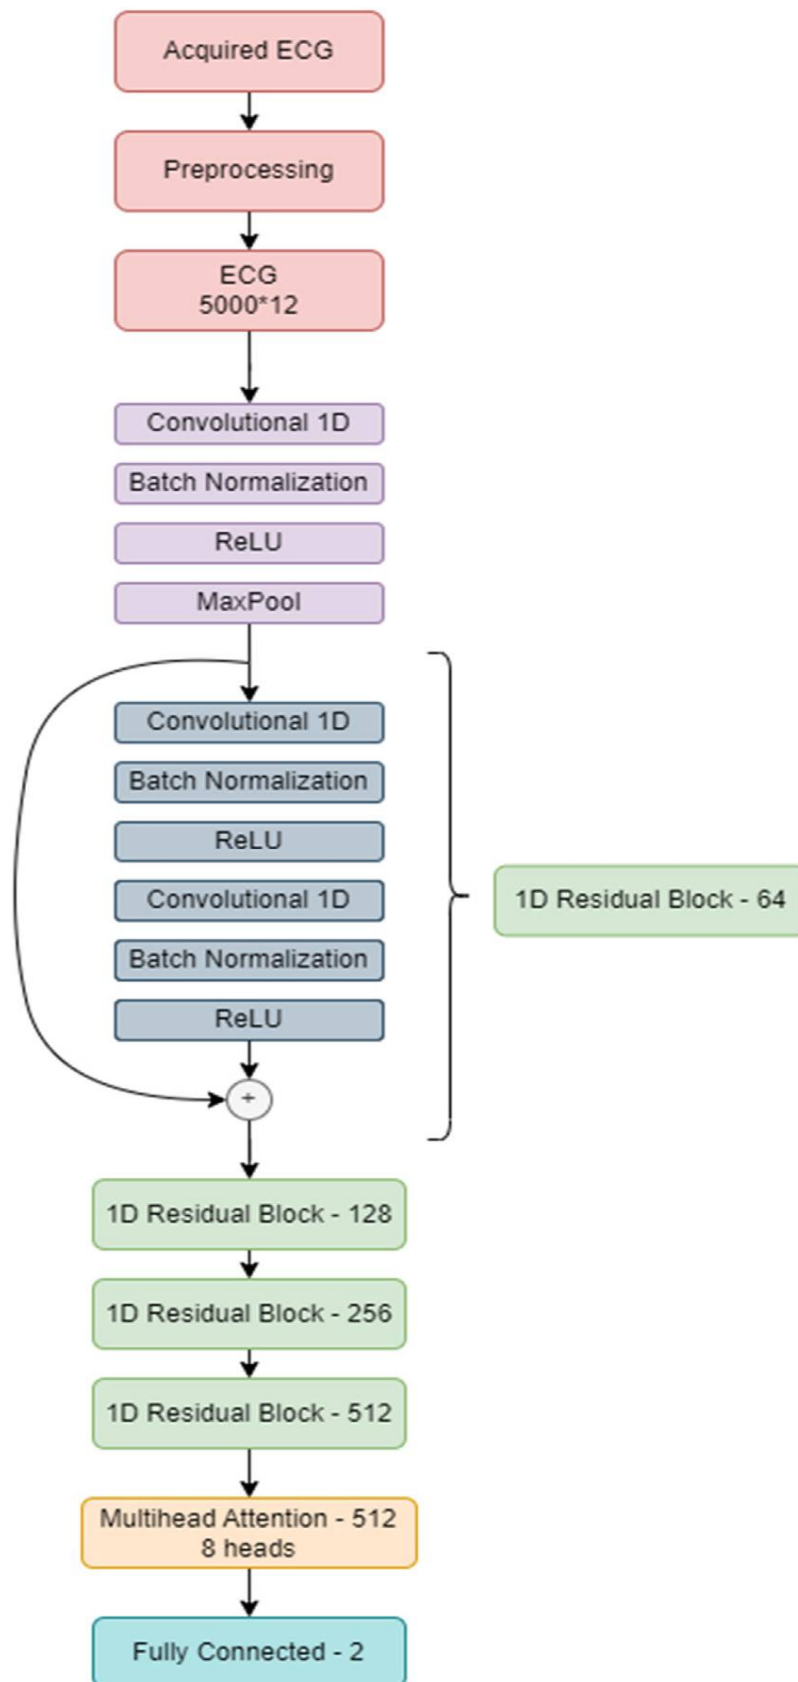 Acquired ECG
Preprocessing
ECG
5000*12
Convolutional 1D
Batch Normalization
ReLU
MaxPool
Convolutional 1D
Batch Normalization
ReLU
Convolutional 1D
Batch Normalization
ReLU
+
1D Residual Block - 64
1D Residual Block - 128
1D Residual Block - 256
1D Residual Block - 512
Multihead Attention - 512
8 heads
Fully Connected - 2